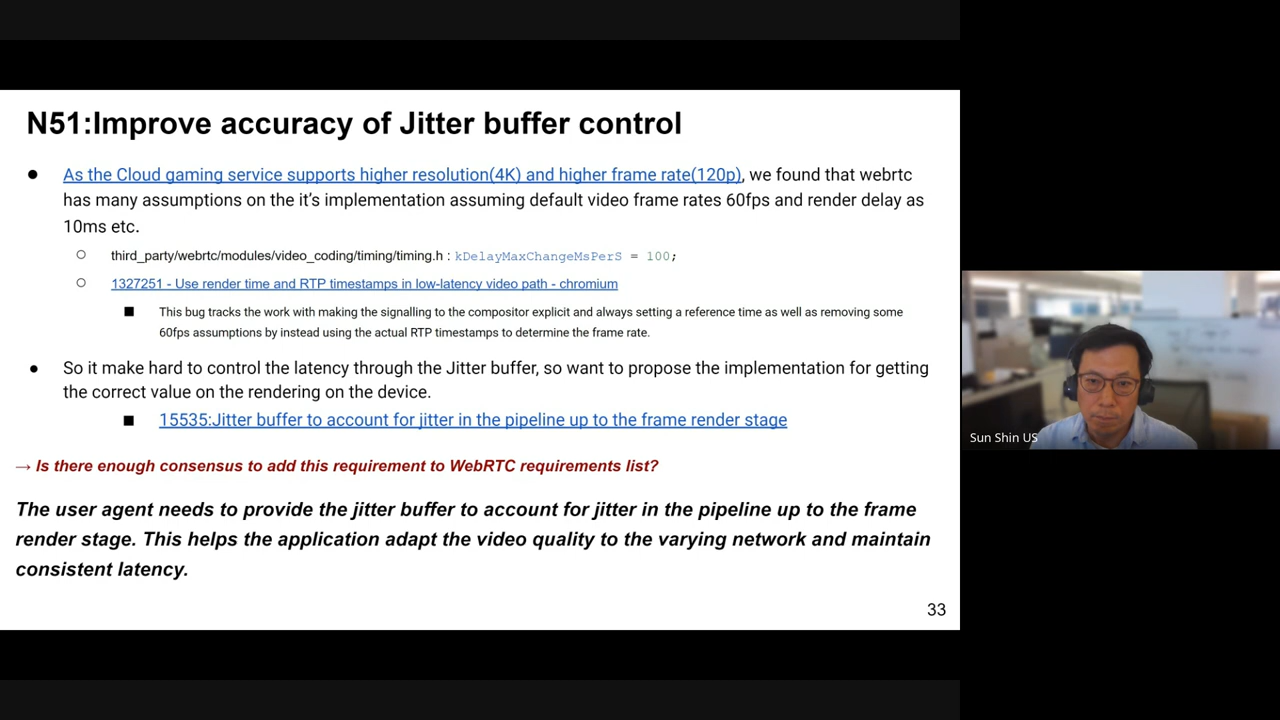 N51:Improve accuracy of Jitter buffer control
● As the Cloud gaming service supports higher resolution(4K) and higher frame rate(120p), we found that webrtc
has many assumptions on the it's implementation assuming default video frame rates 60fps and render delay as
10ms etc.
○ third_party/webrtc/modules/video_coding/timing/timing.h : kDelayMaxChangeMsPerS = 100;
○ 1327251 - Use render time and RTP timestamps in low-latency video path - chromium
■ This bug tracks the work with making the signalling to the compositor explicit and always setting a reference time as well as removing some
60fps assumptions by instead using the actual RTP timestamps to determine the frame rate.
● So it make hard to control the latency through the Jitter buffer, so want to propose the implementation for getting
the correct value on the rendering on the device.
■ 15535:Jitter buffer to account for jitter in the pipeline up to the frame render stage
→ Is there enough consensus to add this requirement to WebRTC requirements list?
The user agent needs to provide the jitter buffer to account for jitter in the pipeline up to the frame
render stage. This helps the application adapt the video quality to the varying network and maintain
consistent latency.
33
Sun Shin US